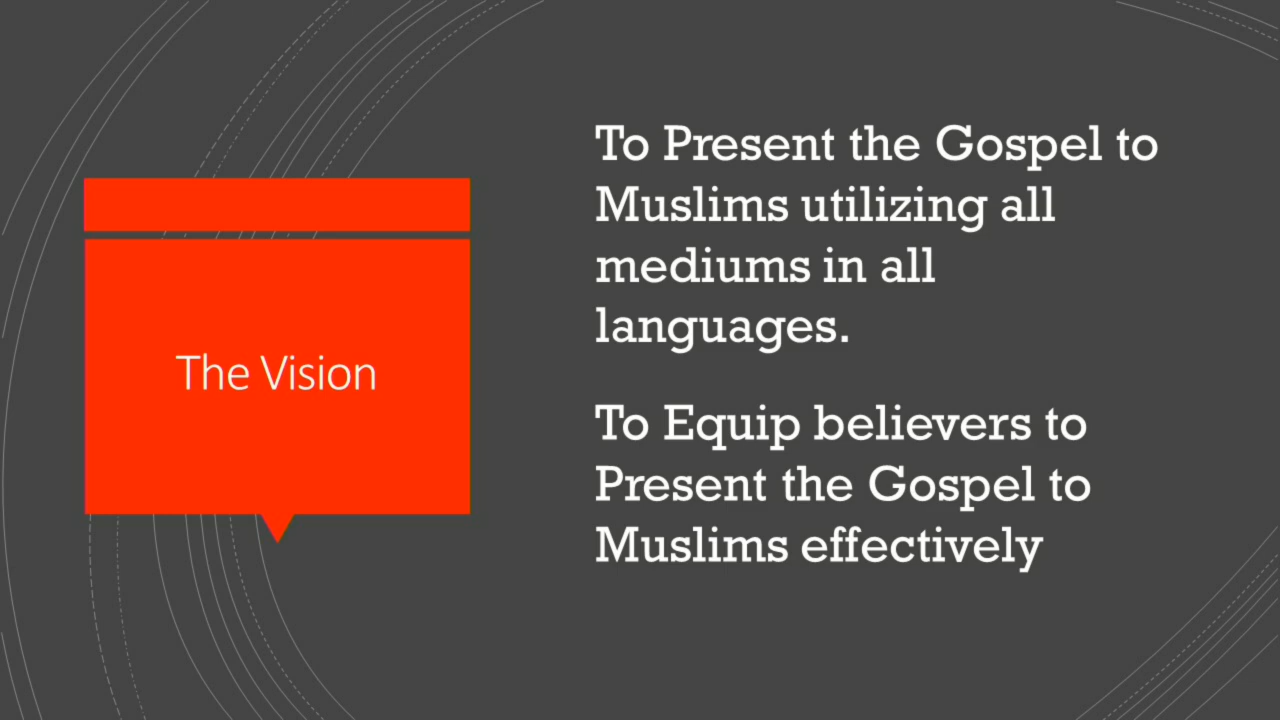 The Vision
To Present the Gospel to
Muslims utilizing all
mediums in all
languages.
To Equip believers to
Present the Gospel to
Muslims effectively